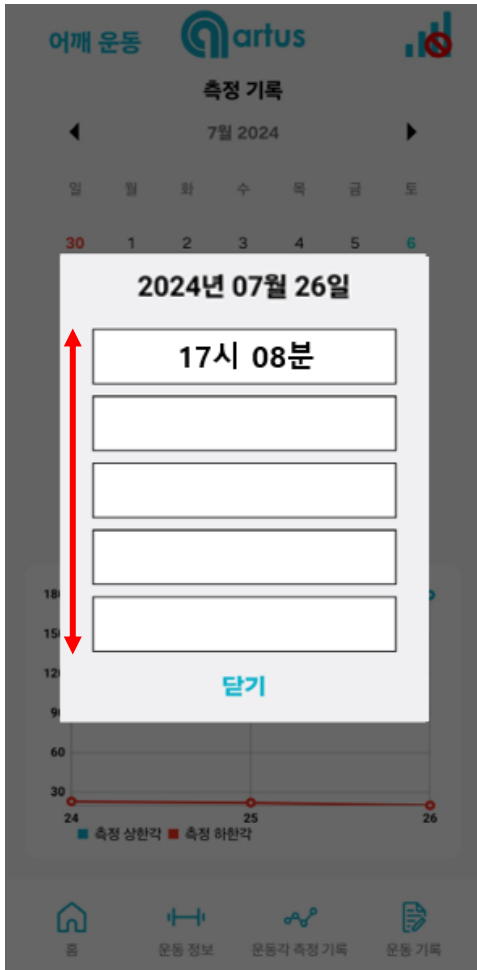 어깨 운동
artus
측정 기록
7월 2024
일 월 화 수 목 금 토
30 1 2 3 4 5 6
2024년 07월 26일
17시 08분
닫기
60
30
24 25 26
측정 상한각 측정 하한각
홈 운동 정보 운동각 측정 기록 운동 기록